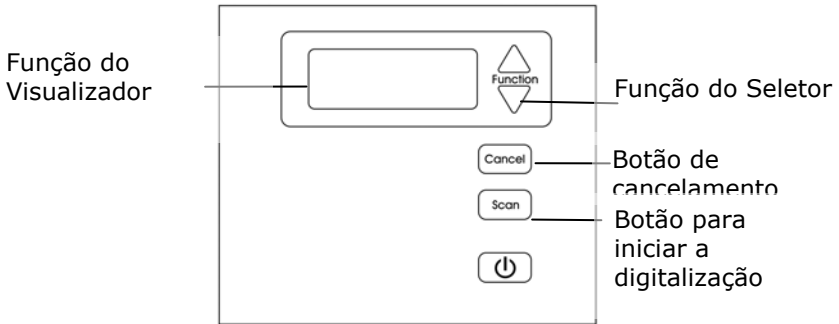 Função do
Visualizador
Function
Função do Seletor
Cancel
Botão de
cancelamento
Scan
Botão para
iniciar a
digitalização